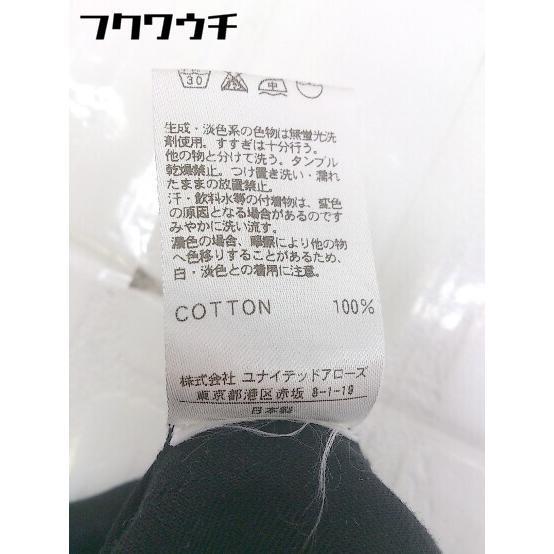 フクワウチ
30
中
生成・淡色系の色物は無蛍光洗
剤使用。すすぎは十分行う。
他の物と分けて洗う。タンブル
乾燥禁止。つけ置き洗い・濡れ
たままの放置禁止。
汗・飲料水等の付着物は、変色
の原因となる場合があるのです
みやかに洗い流す。
濃色の場合、摩擦により他の物
へ色移りすることがあるため、
白・淡色との着用に注意。
COTTON 100%
株式会社 ユナイテッドアローズ
東京都港区赤坂 8-1-19
日本製